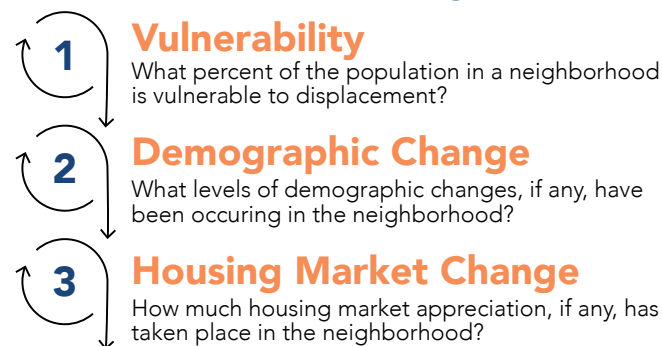 1
Vulnerability
What percent of the population in a neighborhood
is vulnerable to displacement?
2
Demographic Change
What levels of demographic changes, if any, have
been occuring in the neighborhood?
3
Housing Market Change
How much housing market appreciation, if any, has
taken place in the neighborhood?